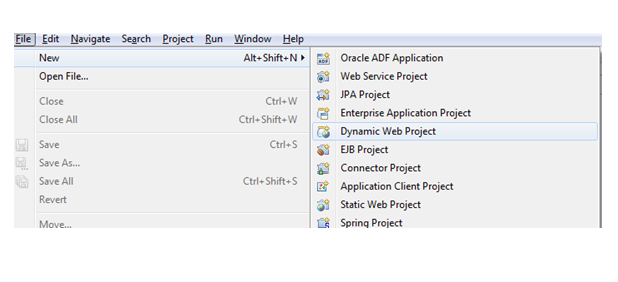 File Edit Navigate Search Project Run Window Help
New Alt+Shift+N
Open File...
Close Ctrl+W
Close All Ctrl+Shift+W
Save Ctrl+S
Save As...
Save All Ctrl+Shift+S
Revert
Move...
Oracle ADF Application
Web Service Project
JPA Project
Enterprise Application Project
Dynamic Web Project
EJB Project
Connector Project
Application Client Project
Static Web Project
Spring Project